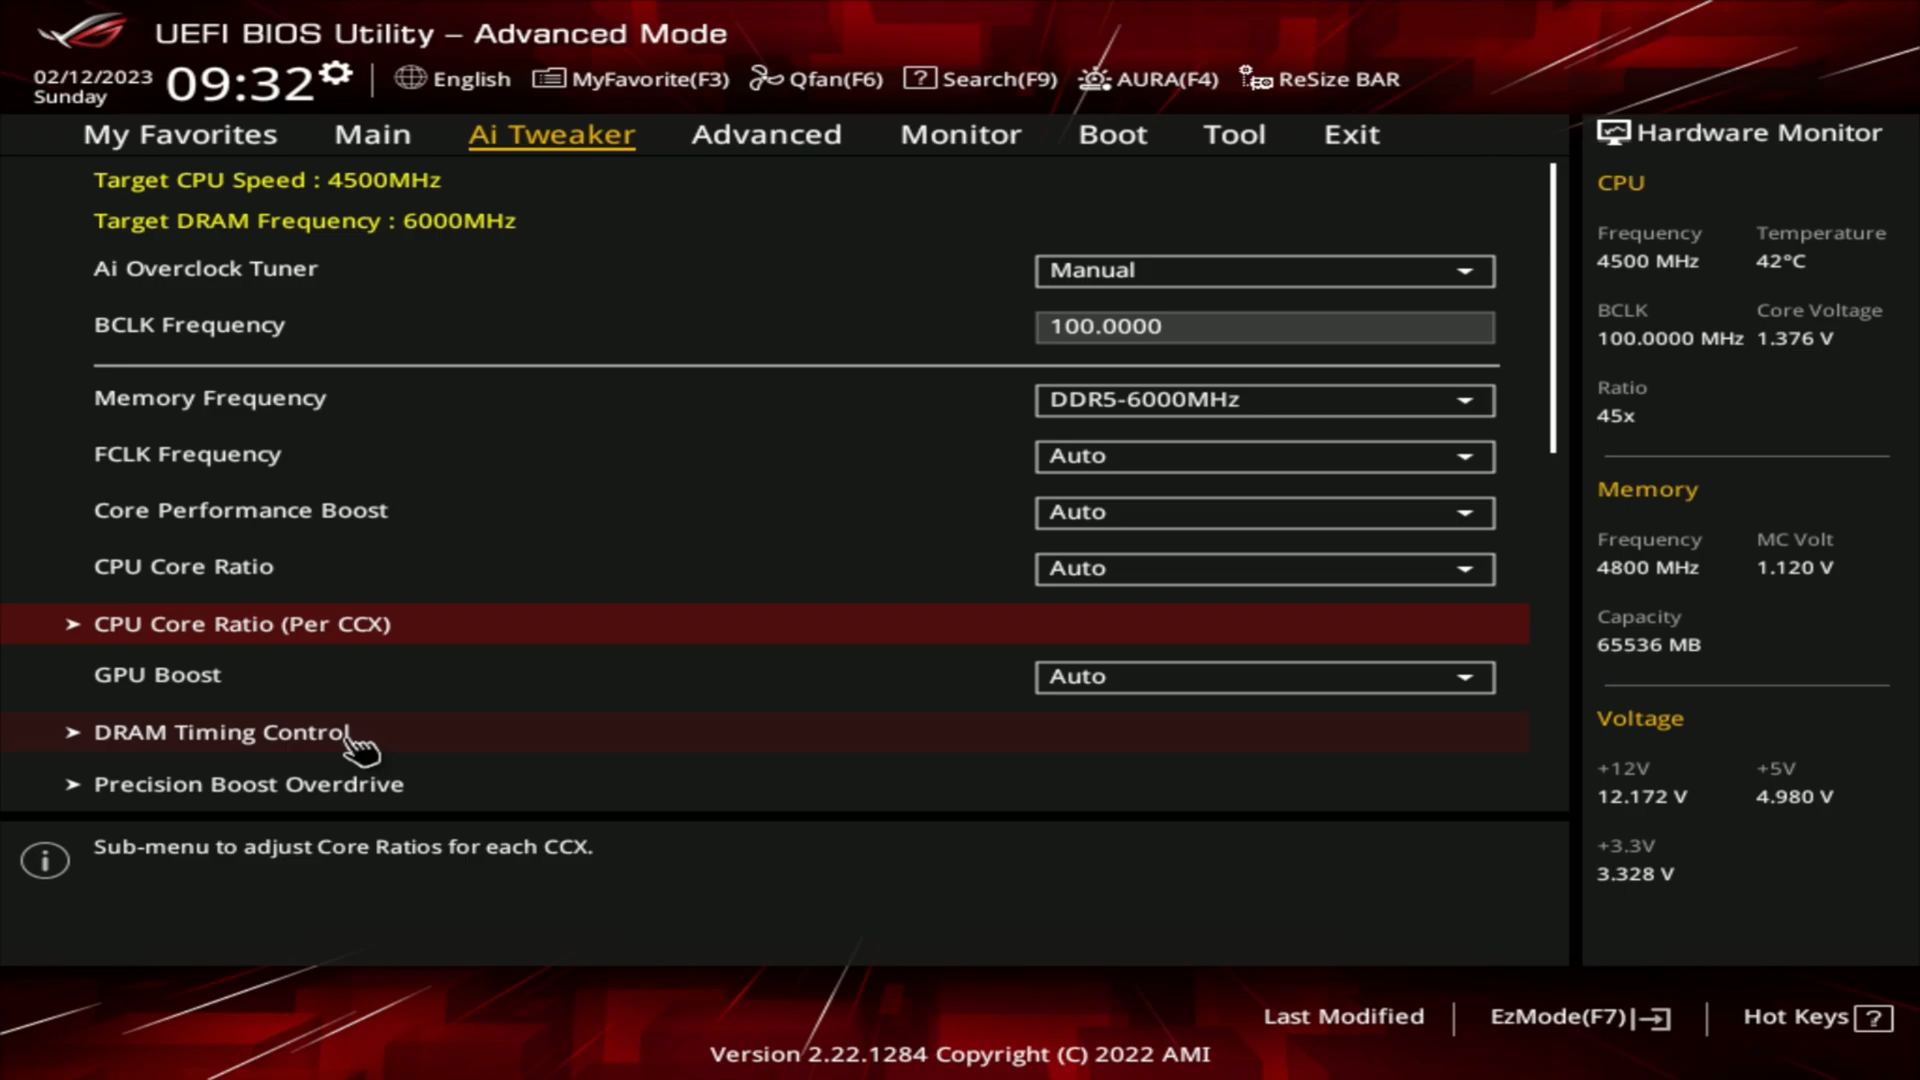 UEFI BIOS Utility – Advanced Mode
02/12/2023
Sunday
09:32
English
MyFavorite(F3)
Qfan(F6)
? Search(F9)
AURA(F4)
ReSize BAR
My Favorites
Main
Ai Tweaker
Advanced
Monitor
Boot
Tool
Exit
Target CPU Speed : 4500MHz
Target DRAM Frequency : 6000MHz
Ai Overclock Tuner
Manual
BCLK Frequency
100.0000
Memory Frequency
DDR5-6000MHz
FCLK Frequency
Auto
Core Performance Boost
Auto
CPU Core Ratio
Auto
CPU Core Ratio (Per CCX)
GPU Boost
Auto
DRAM Timing Control
Precision Boost Overdrive
Sub-menu to adjust Core Ratios for each CCX.
Hardware Monitor
CPU
Frequency
Temperature
4500 MHz
42°C
BCLK
Core Voltage
100.0000 MHz
1.376 V
Ratio
45x
Memory
Frequency
MC Volt
4800 MHz
1.120 V
Capacity
65536 MB
Voltage
+12V
+5V
12.172 V
4.980 V
+3.3V
3.328 V
Last Modified
EzMode(F7)
Hot Keys ?
Version 2.22.1284 Copyright (C) 2022 AMI